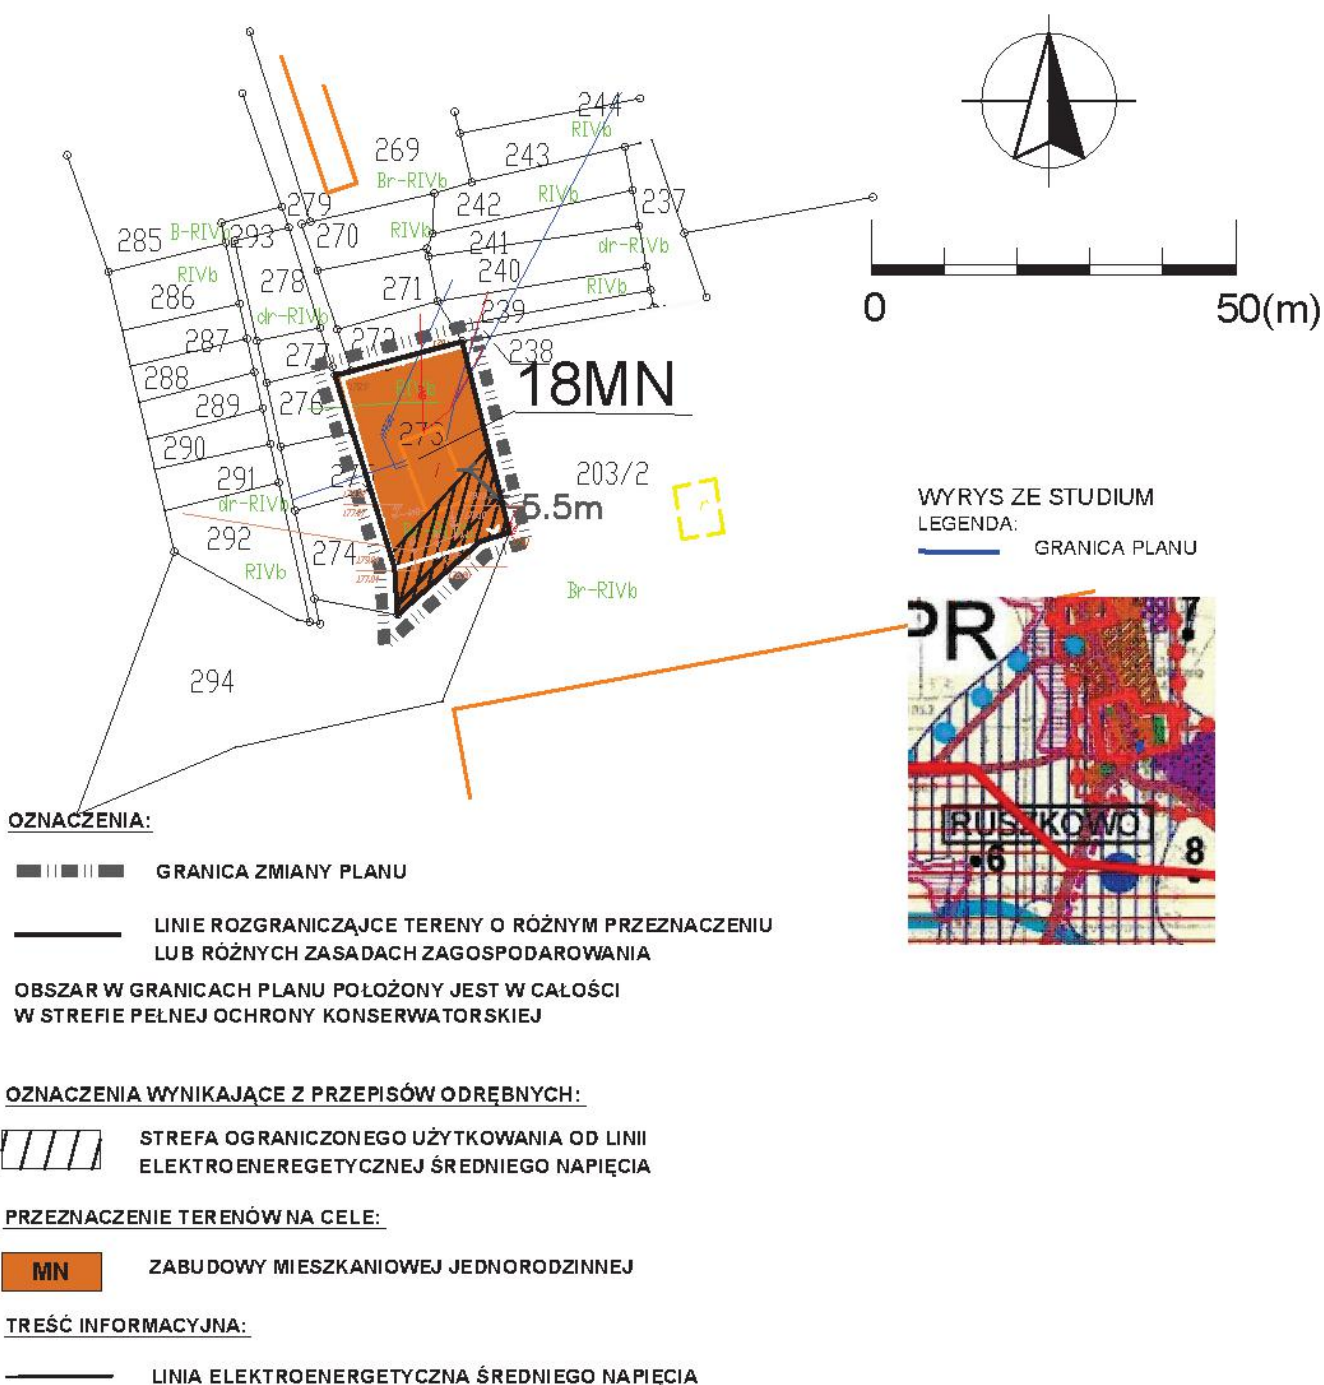 244
RIVb
269
243
Br-RIVb
RIVb
279
242
237
285
B-RIVb
293
270
RIVb
241
dr-RIVb
RIVb
278
271
240
RIVb
286
dr-RIVb
239
287
277
272
238
288
RIVb
18MN
289
276
273
290
291
275
203/2
dr-RIVb
5.5m
292
274
RIVb
Br-RIVb
294
0
50(m)
WYRYS ZE STUDIUM
LEGENDA:
GRANICA PLANU
PR
7
RUSZKOWO
6
8
OZNACZENIA:
GRANICA ZMIANY PLANU
LINIE ROZGRANICZĄJCE TERENY O RÓŻNYM PRZEZNACZENIU
LUB RÓŻNYCH ZASADACH ZAGOSPODAROWANIA
OBSZAR W GRANICACH PLANU POŁOŻONY JEST W CAŁOŚCI
W STREFIE PEŁNEJ OCHRONY KONSERWATORSKIEJ
OZNACZENIA WYNIKAJĄCE Z PRZEPISÓW ODRĘBNYCH:
STREFA OGRANICZONEGO UŻYTKOWANIA OD LINII
ELEKTROENEREGETYCZNEJ ŚREDNIEGO NAPIĘCIA
PRZEZNACZENIE TERENÓW NA CELE:
MN
ZABUDOWY MIESZKANIOWEJ JEDNORODZINNEJ
TREŚĆ INFORMACYJNA:
LINIA ELEKTROENERGETYCZNA ŚREDNIEGO NAPIĘCIA